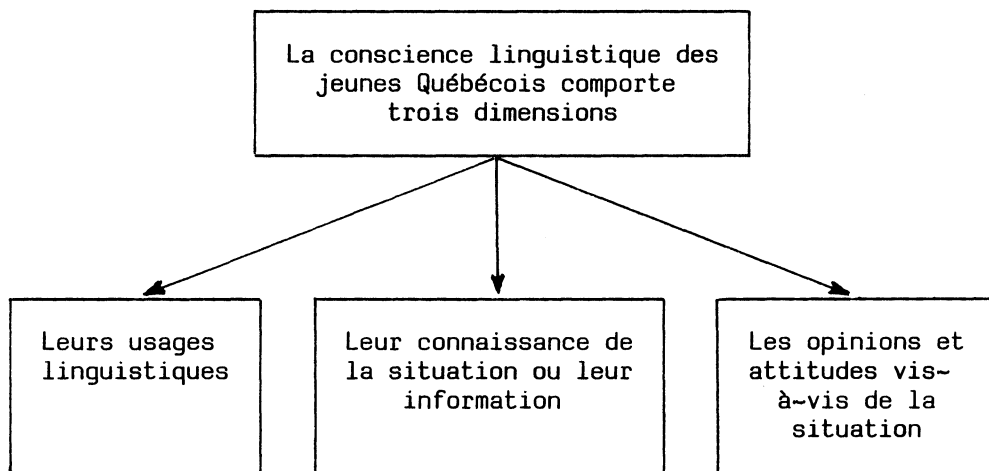 La conscience linguistique des
jeunes Québécois comporte
trois dimensions
Leurs usages
linguistiques
Leur connaissance de
la situation ou leur
information
Les opinions et
attitudes vis~
à~vis de la
situation